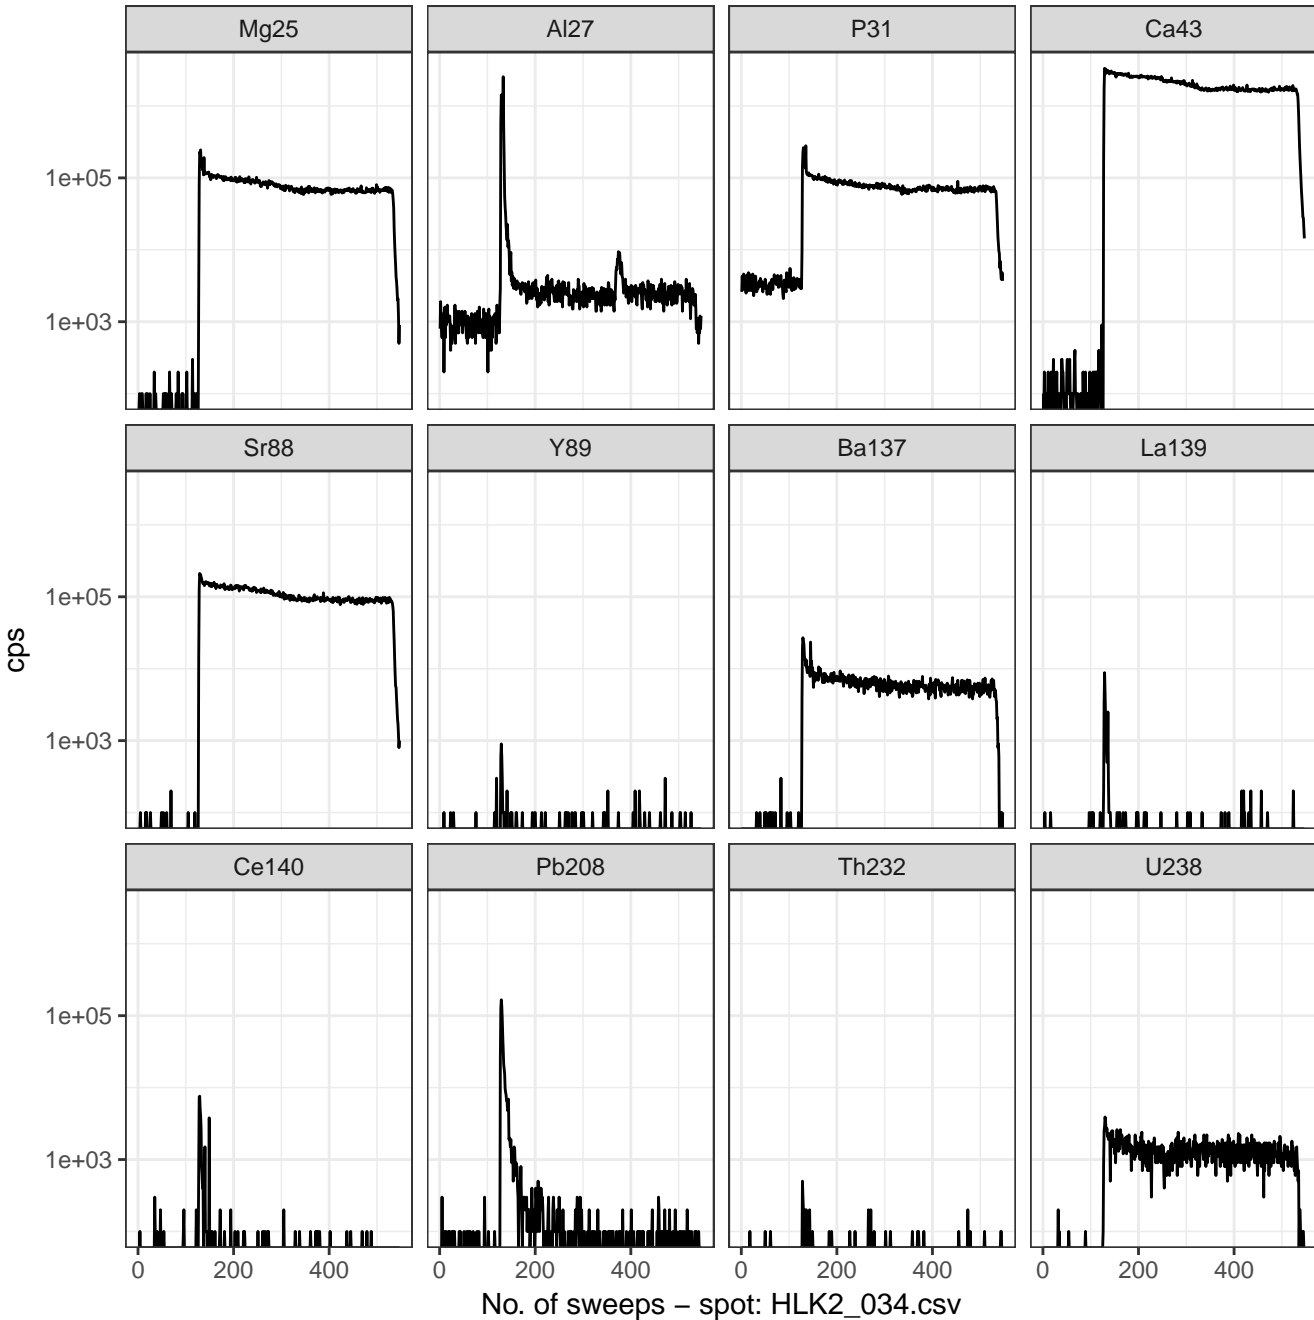 Mg25 Al27 P31 Ca43
1e+05
1e+03
Sr88 Y89 Ba137 La139
1e+05
1e+03
cps
Ce140 Pb208 Th232 U238
1e+05
1e+03
0 200 400 0 200 400 0 200 400 0 200 400
No. of sweeps − spot: HLK2_034.csv